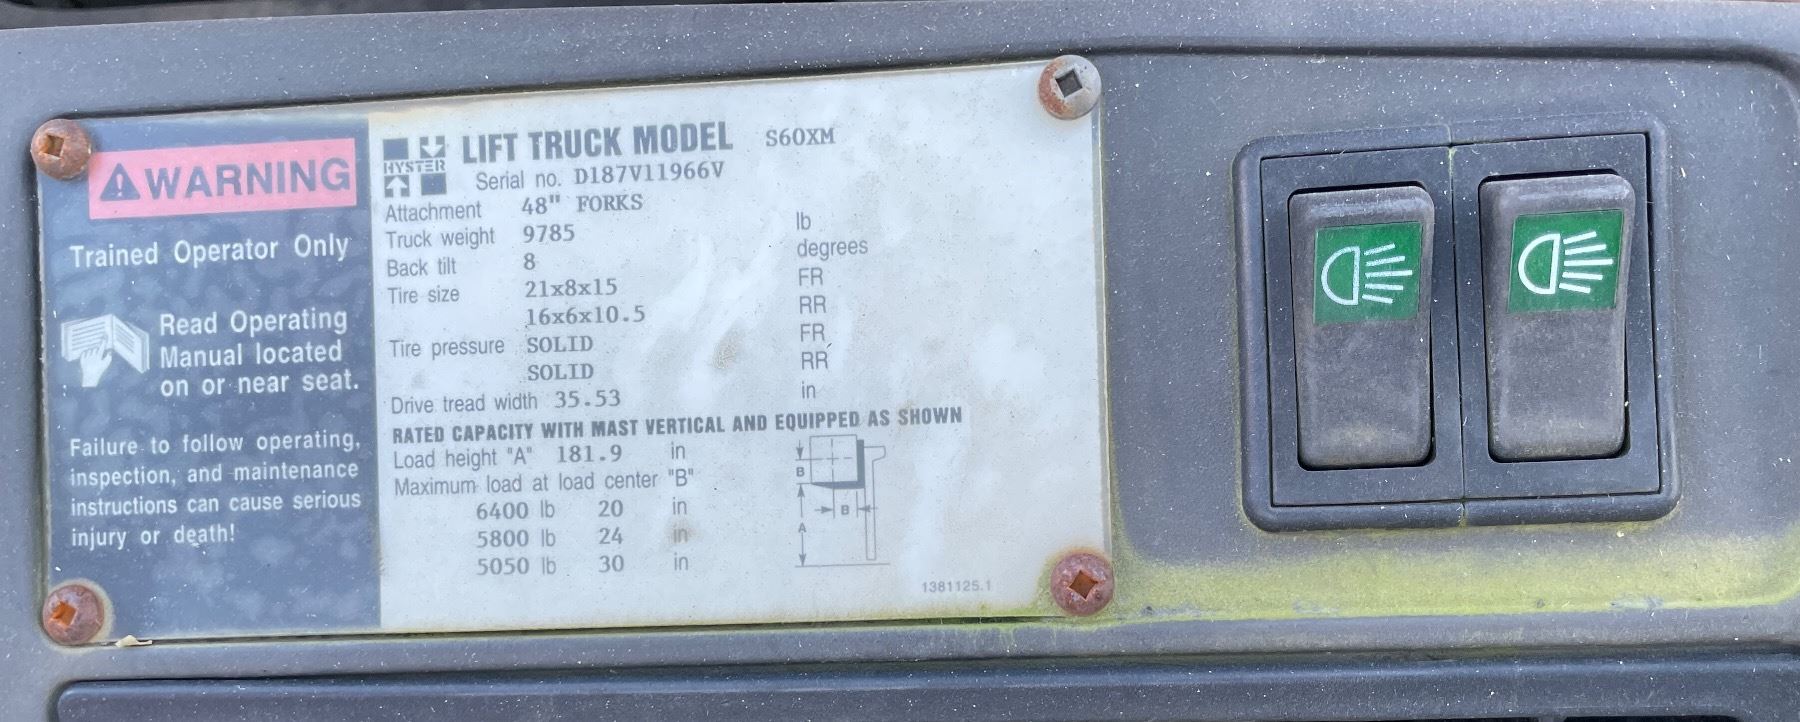 WARNING
Trained Operator Only
Read Operating
Manual located
on or near seat.
Failure to follow operating,
inspection, and maintenance
instructions can cause serious
injury or death!
HYSTER
LIFT TRUCK MODEL S60XM
Serial no. D187V11966V
Attachment 48" FORKS
Truck weight 9785 lb
Back tilt 8 degrees
Tire size 21x8x15 FR
16x6x10.5 RR
Tire pressure SOLID FR
SOLID RR
Drive tread width 35.53 in
RATED CAPACITY WITH MAST VERTICAL AND EQUIPPED AS SHOWN
Load height "A" 181.9 in
Maximum load at load center "B"
6400 lb 20 in
5800 lb 24 in
5050 lb 30 in
B
B
A
1381125.1